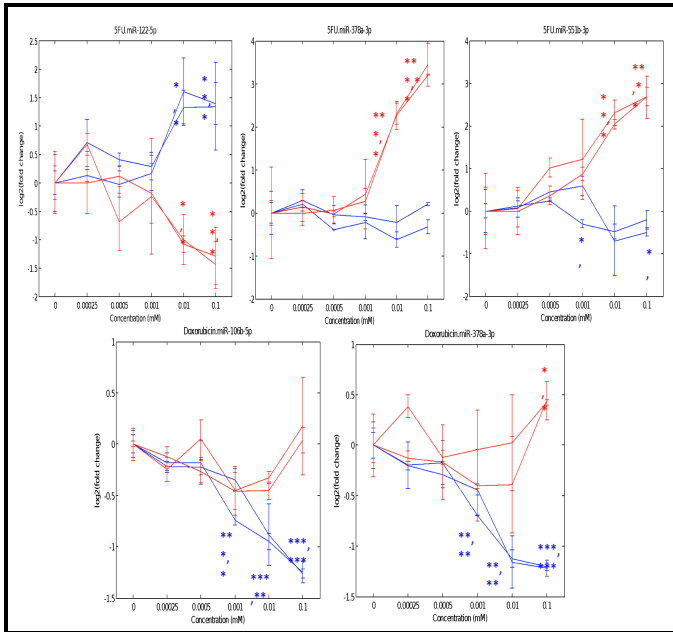 5FU.miR-122-5p
5FU.miR-378a-3p
5FU.miR-551b-3p
log2(fold change)
2.5
2
1.5
1
0.5
0
-0.5
-1
-1.5
-2
0 0.00025 0.0005 0.001 0.01 0.1
Concentration (mM)
log2(fold change)
4
2
0
-2
0 0.00025 0.0005 0.001 0.01 0.1
Concentration (mM)
log2(fold change)
4
2
0
-2
0 0.00025 0.0005 0.001 0.01 0.1
Concentration (mM)
Doxorubicin.miR-106b-5p
Doxorubicin.miR-378a-3p
log2(fold change)
1
0.5
0
-0.5
-1
-1.5
0 0.00025 0.0005 0.001 0.01 0.1
Concentration (mM)
log2(fold change)
1
0.5
0
-0.5
-1
-1.5
0 0.00025 0.0005 0.001 0.01 0.1
Concentration (mM)